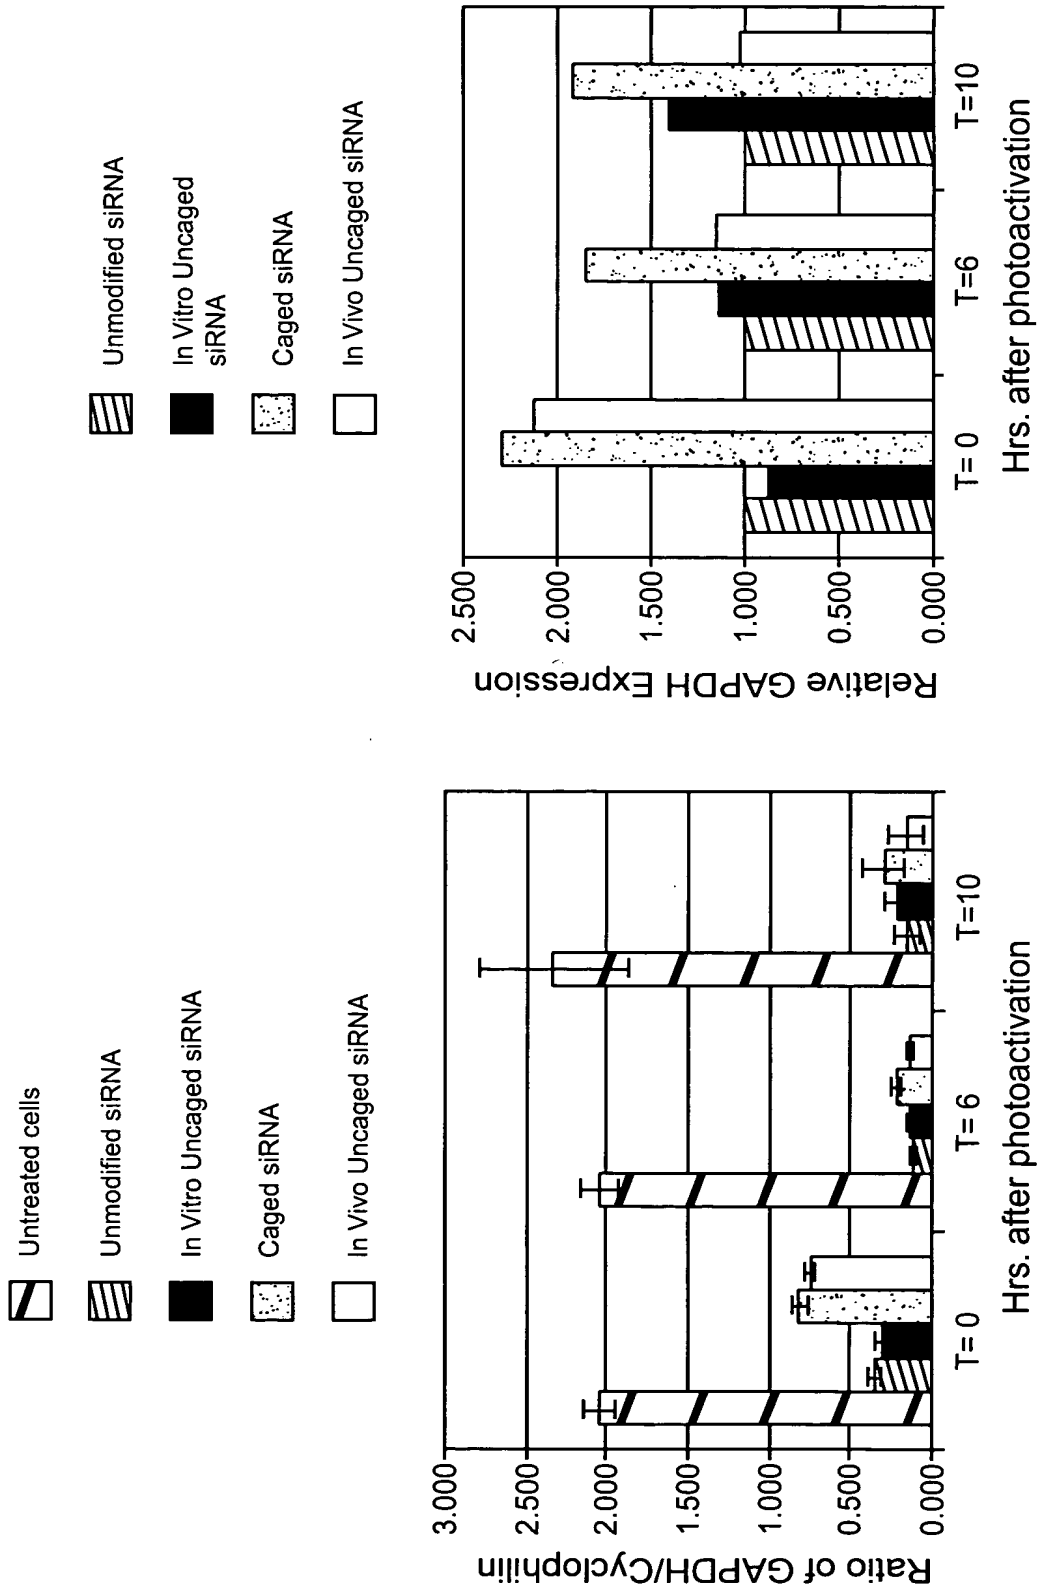 Untreated cells
Unmodified siRNA
In Vitro Uncaged siRNA
Caged siRNA
In Vivo Uncaged siRNA
Ratio of GAPDH/Cyclophilin
3.000
2.500
2.000
1.500
1.000
0.500
0.000
T= 0
T= 6
T=10
Hrs. after photoactivation
Unmodified siRNA
In Vitro Uncaged
siRNA
Caged siRNA
In Vivo Uncaged siRNA
Relative GAPDH Expression
2.500
2.000
1.500
1.000
0.500
0.000
T= 0
T=6
T=10
Hrs. after photoactivation